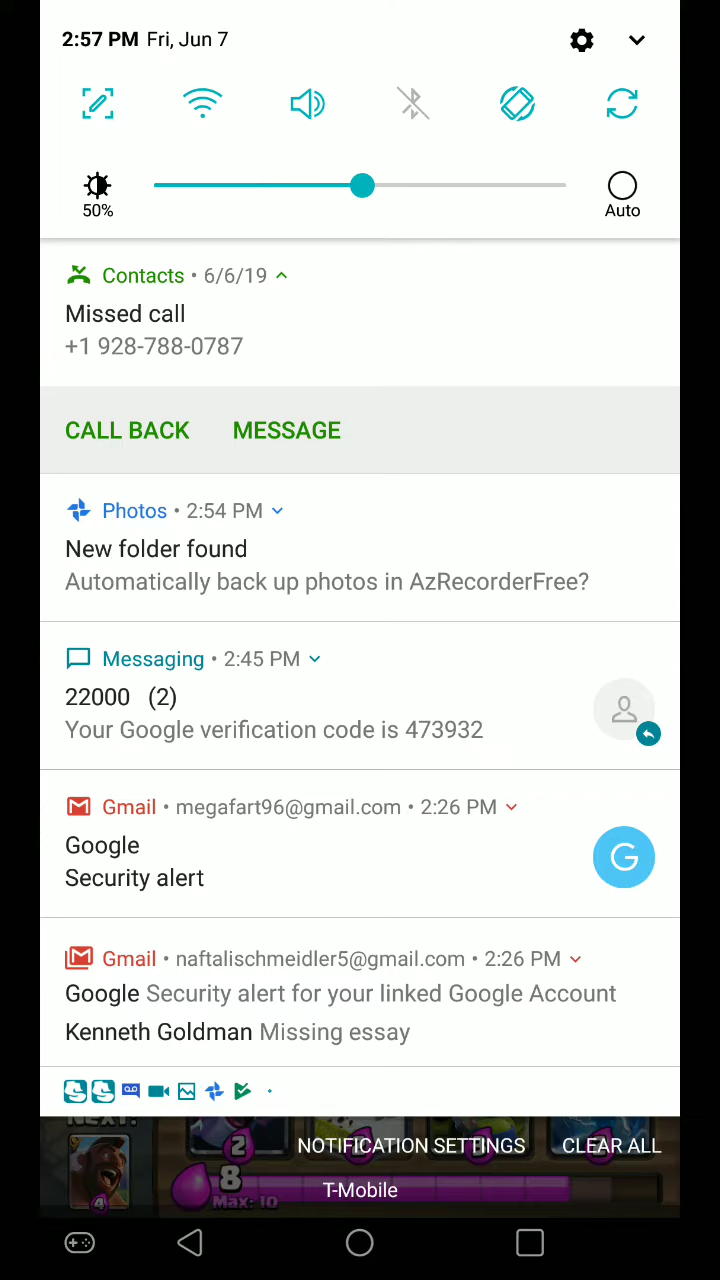 2:57 PM Fri, Jun 7
50%
Auto
Contacts • 6/6/19
Missed call
+1 928-788-0787
CALL BACK MESSAGE
Photos • 2:54 PM
New folder found
Automatically back up photos in AzRecorderFree?
Messaging • 2:45 PM
22000 (2)
Your Google verification code is 473932
Gmail • megafart96@gmail.com • 2:26 PM
Google
Security alert
G
Gmail • naftalischmeidler5@gmail.com • 2:26 PM
Google Security alert for your linked Google Account
Kenneth Goldman Missing essay
NEXT:
2
NOTIFICATION SETTINGS CLEAR ALL
4
8
Max: 10
T-Mobile